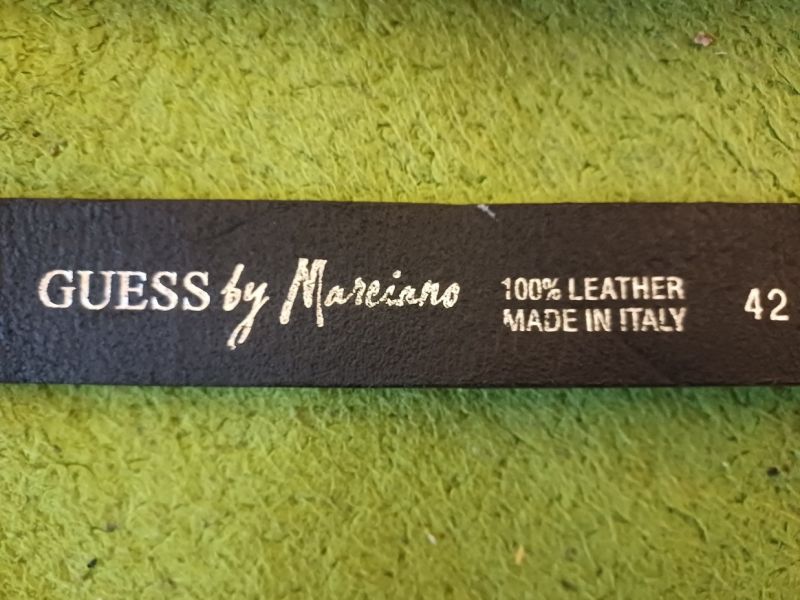 GUESS by Marciano
100% LEATHER
MADE IN ITALY
42